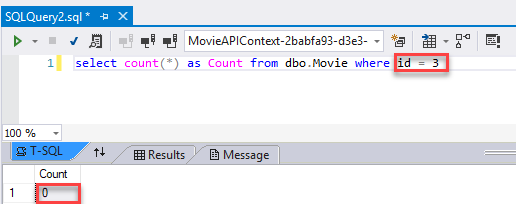 SQLQuery2.sql *
MovieAPIContext-2babfa93-d3e3-
1 select count(*) as Count from dbo.Movie where id = 3
100 %
T-SQL Results Message
Count
1 0